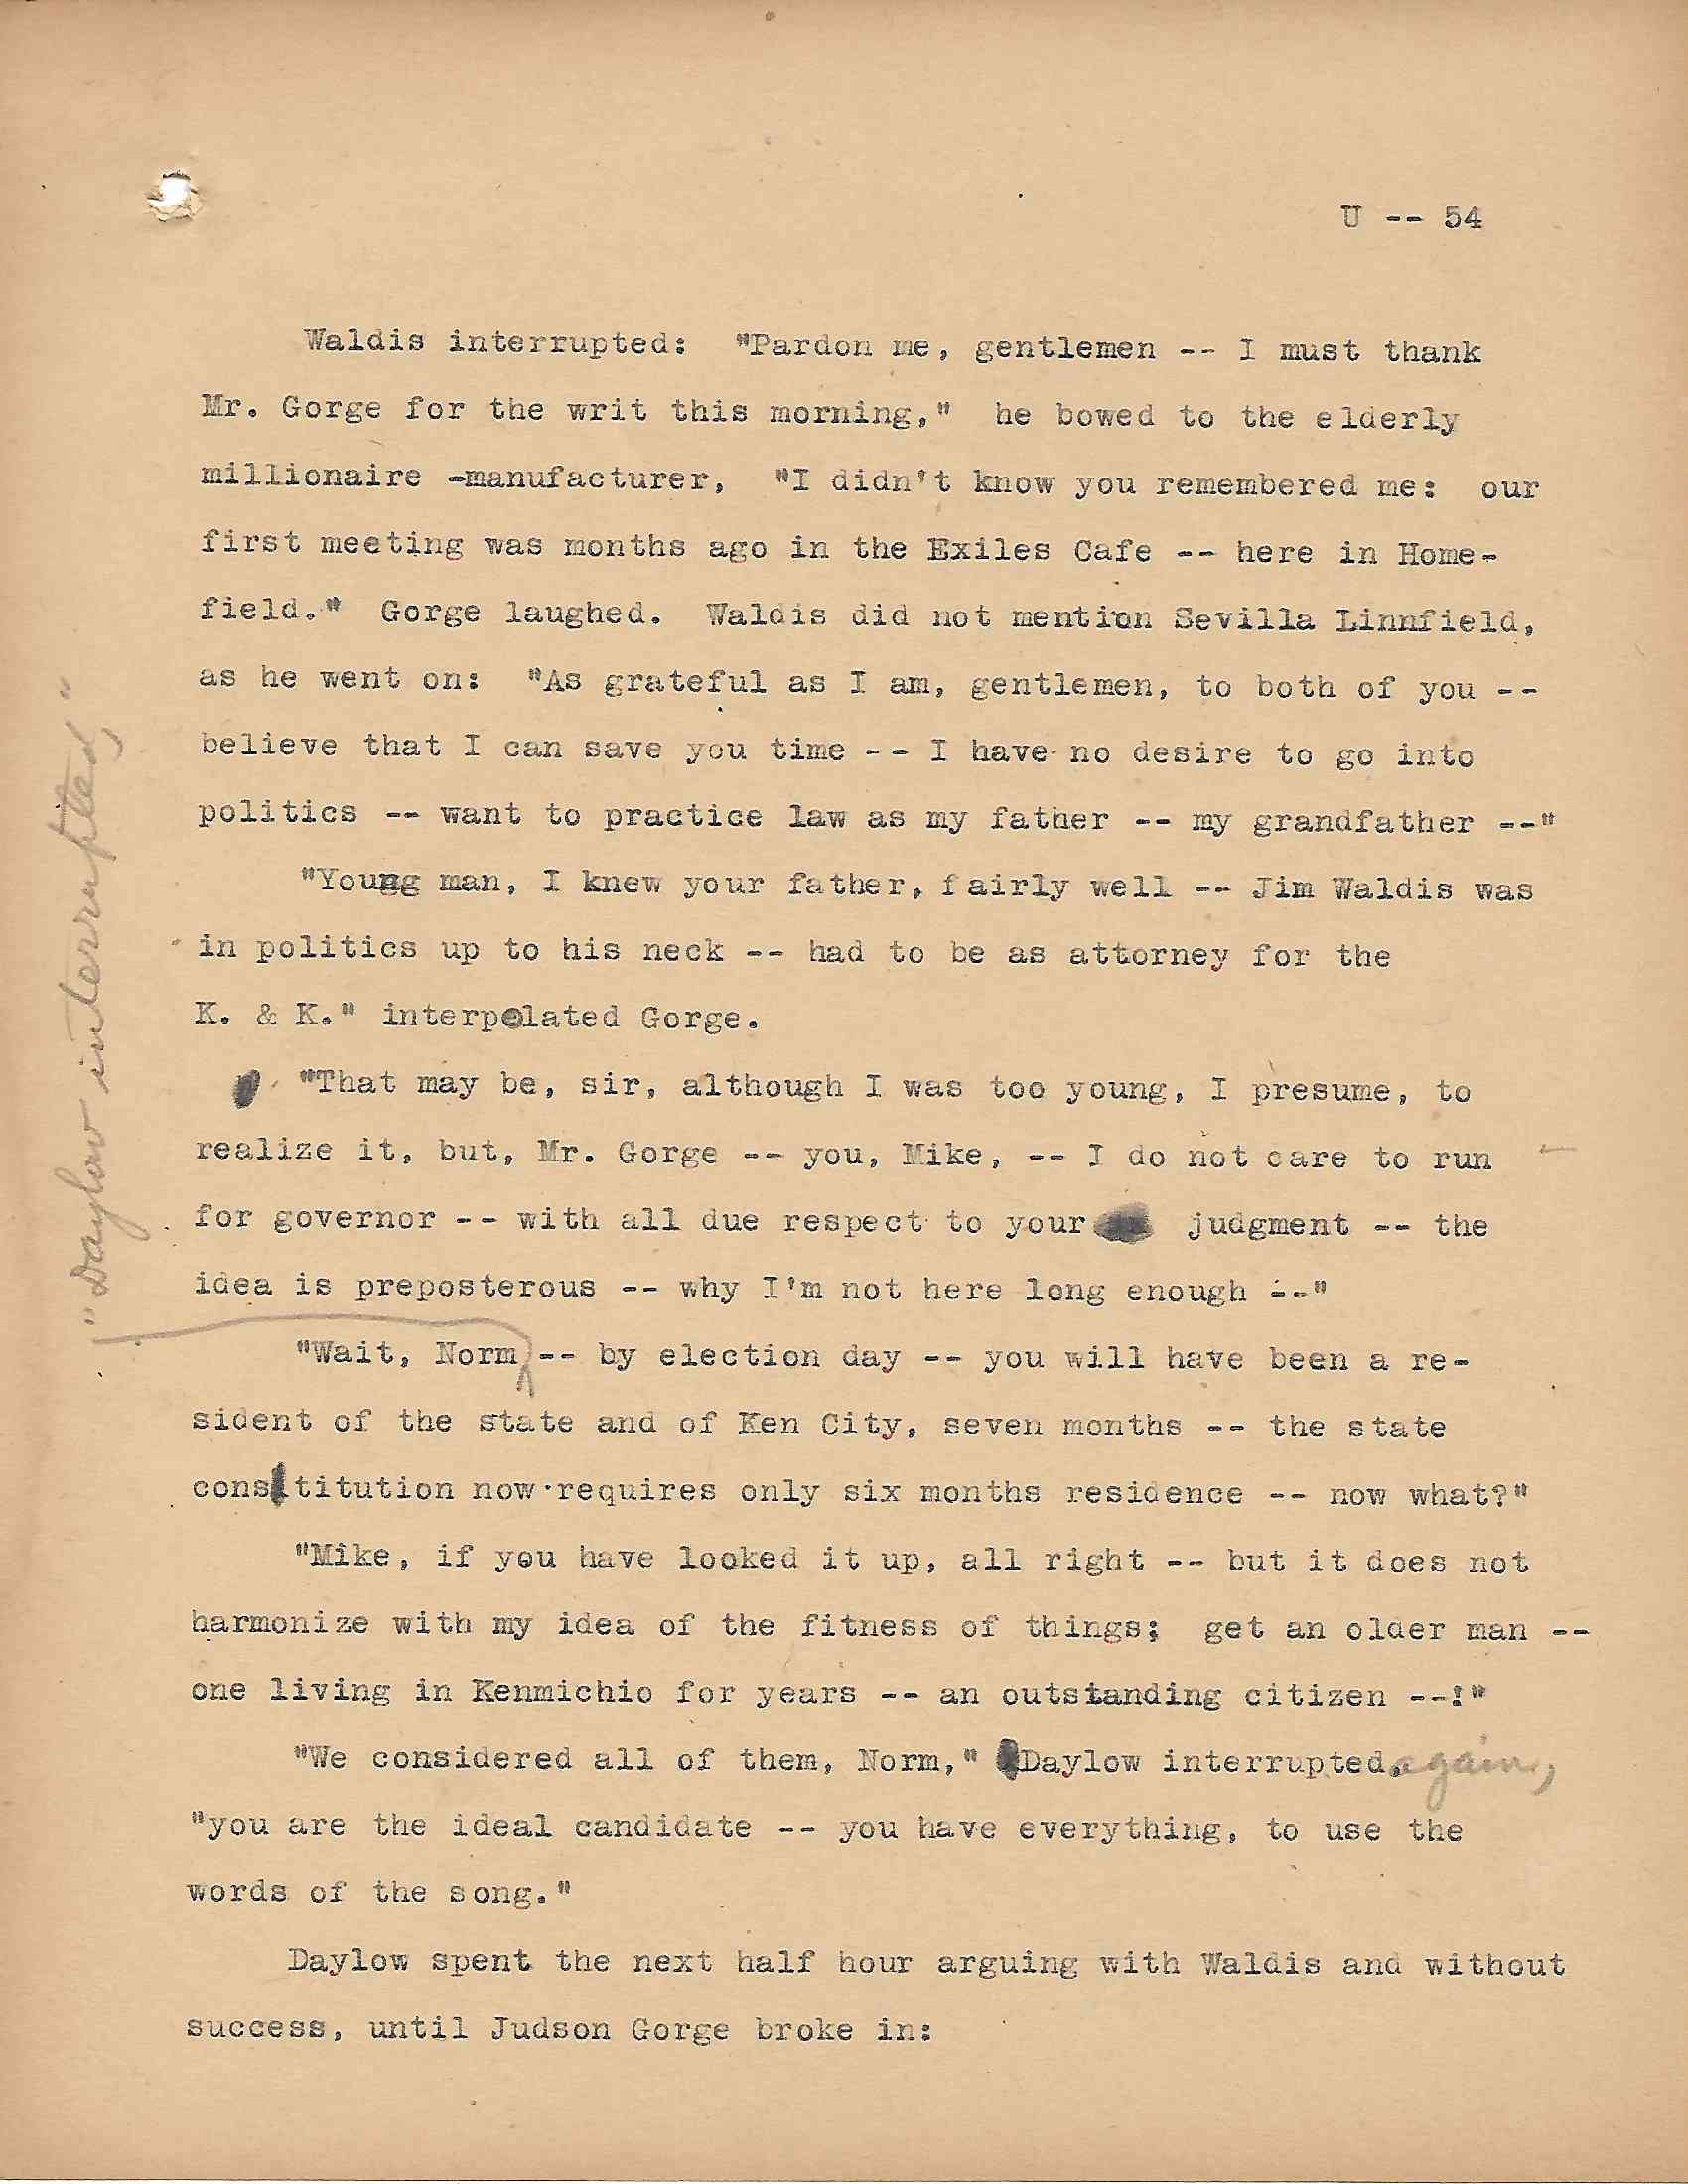 U -- 54
Waldis interrupted: "Pardon me, gentlemen -- I must thank
Mr. Gorge for the writ this morning," he bowed to the elderly
millionaire -manufacturer, "I didn't know you remembered me: our
first meeting was months ago in the Exiles Cafe -- here in Home-
field." Gorge laughed. Waldis did not mention Sevilla Linnfield,
as he went on: "As grateful as I am, gentlemen, to both of you --
believe that I can save you time -- I have no desire to go into
politics -- want to practice law as my father -- my grandfather --"
"Young man, I knew your father, fairly well -- Jim Waldis was
in politics up to his neck -- had to be as attorney for the
K. & K." interpolated Gorge.
"That may be, sir, although I was too young, I presume, to
realize it, but, Mr. Gorge -- you, Mike, -- I do not care to run
for governor -- with all due respect to your judgment -- the
idea is preposterous -- why I'm not here long enough --"
" Daylow interrupted, "
"Wait, Norm -- by election day -- you will have been a re-
sident of the state and of Ken City, seven months -- the state
constitution now requires only six months residence -- now what?"
"Mike, if you have looked it up, all right -- but it does not
harmonize with my idea of the fitness of things; get an older man --
one living in Kenmichio for years -- an outstanding citizen --!"
"We considered all of them, Norm," Daylow interrupted, again,
"you are the ideal candidate -- you have everything, to use the
words of the song."
Daylow spent the next half hour arguing with Waldis and without
success, until Judson Gorge broke in: